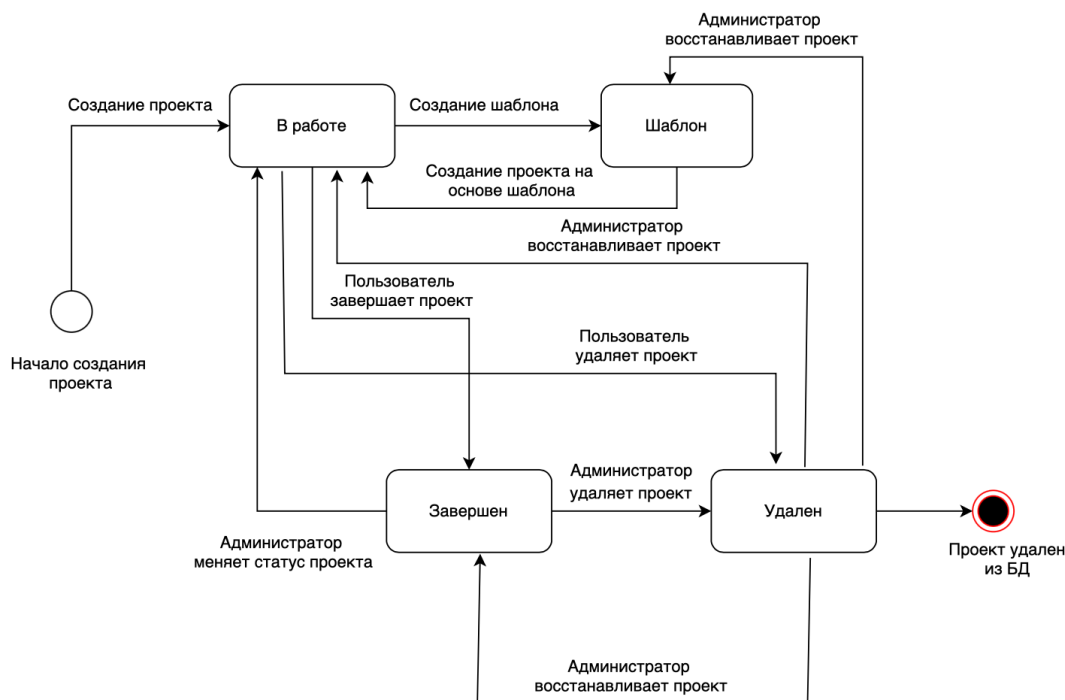 Администратор
восстанавливает проект
Создание проекта
В работе
Создание шаблона
Шаблон
Создание проекта на
основе шаблона
Администратор
восстанавливает проект
Пользователь
завершает проект
Пользователь
удаляет проект
Начало создания
проекта
Завершен
Администратор
удаляет проект
Удален
Администратор
меняет статус проекта
Проект удален
из БД
Администратор
восстанавливает проект